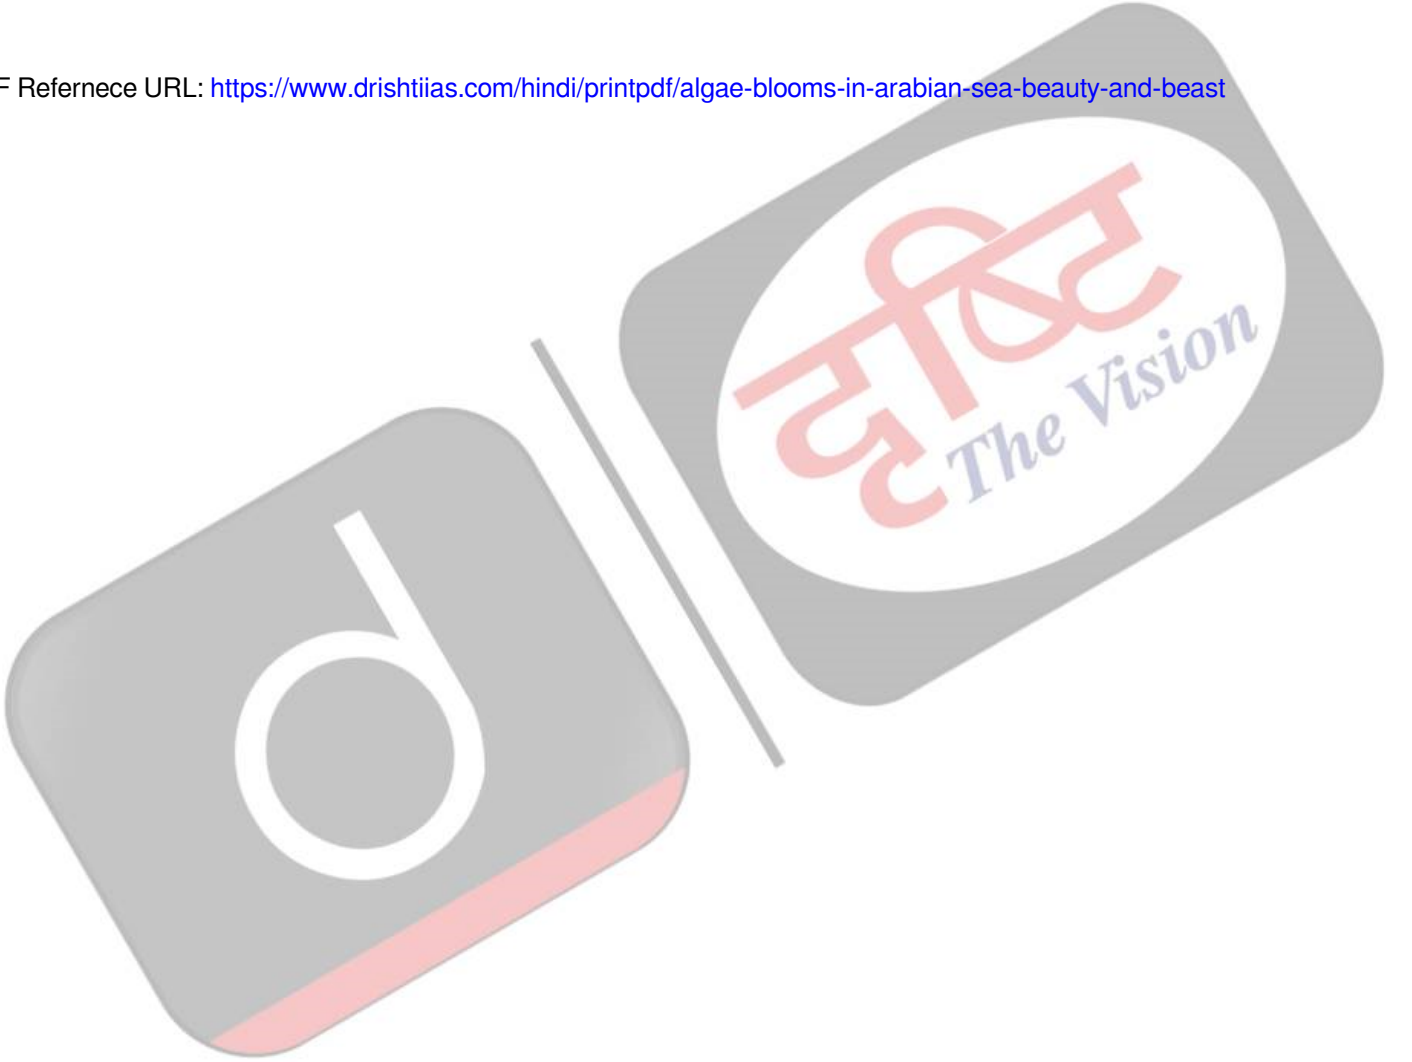 F Refernece URL: https://www.drishtiias.com/hindi/printpdf/algae-blooms-in-arabian-sea-beauty-and-beast
दृष्टि
The Vision
d